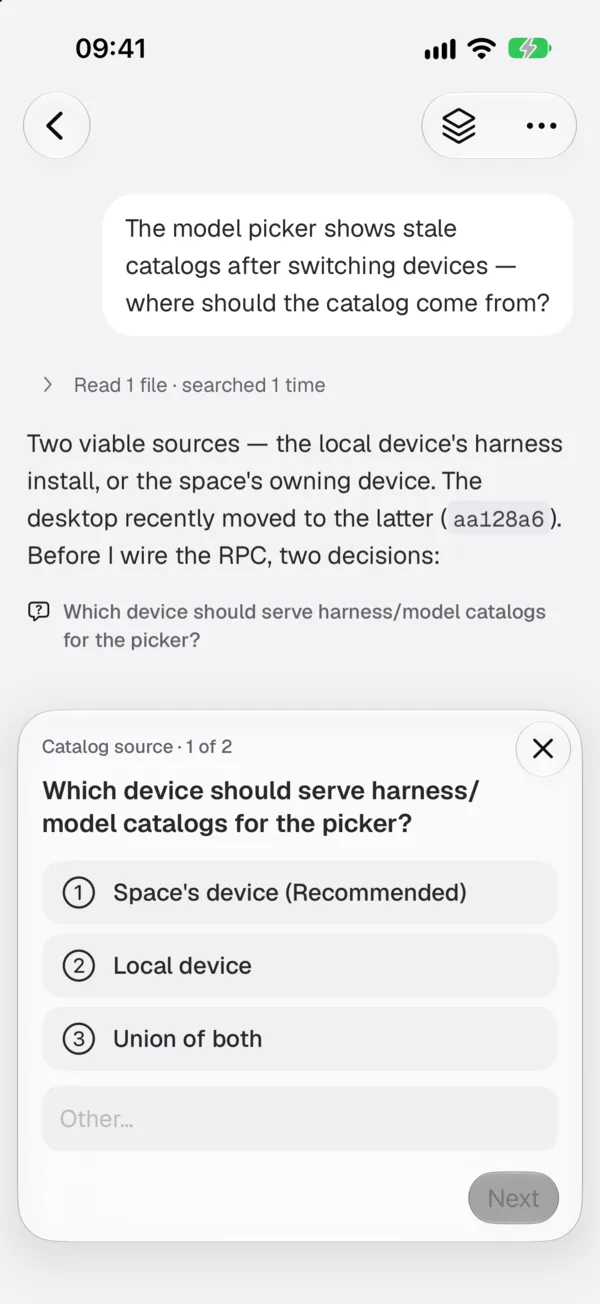 09:41
The model picker shows stale
catalogs after switching devices —
where should the catalog come from?
Read 1 file · searched 1 time
Two viable sources — the local device's harness
install, or the space's owning device. The
desktop recently moved to the latter (aa128a6).
Before I wire the RPC, two decisions:
Which device should serve harness/model catalogs
for the picker?
Catalog source · 1 of 2
Which device should serve harness/
model catalogs for the picker?
1 Space's device (Recommended)
2 Local device
3 Union of both
Other...
Next